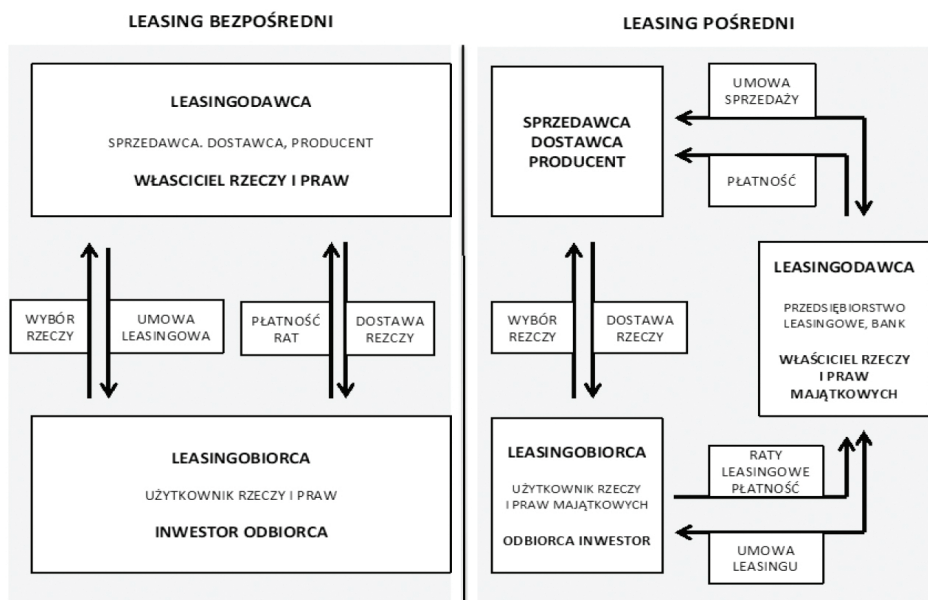 LEASING BEZPOŚREDNI
LEASINGODAWCA
SPRZEDAWCA. DOSTAWCA, PRODUCENT
WŁASCICIEL RZECZY I PRAW
WYBÓR
RZECZY
UMOWA
LEASINGOWA
PŁATNOŚĆ
RAT
DOSTAWA
REZCZY
LEASINGOBIORCA
UŻYTKOWNIK RZECZY I PRAW
INWESTOR ODBIORCA
LEASING POŚREDNI
SPRZEDAWCA
DOSTAWCA
PRODUCENT
UMOWA
SPRZEDAŻY
PŁATNOŚĆ
LEASINGODAWCA
PRZEDSIĘBIORSTWO
LEASINGOWE, BANK
WŁAŚCICIEL RZECZY
I PRAW
MAJĄTKOWYCH
WYBÓR
REZCZY
DOSTAWA
RZECZY
LEASINGOBIORCA
UŻYTKOWNIK RZECZY
I PRAW MAJĄTKOWYCH
ODBIORCA INWESTOR
RATY
LEASINGOWE
PŁATNOŚĆ
UMOWA
LEASINGU